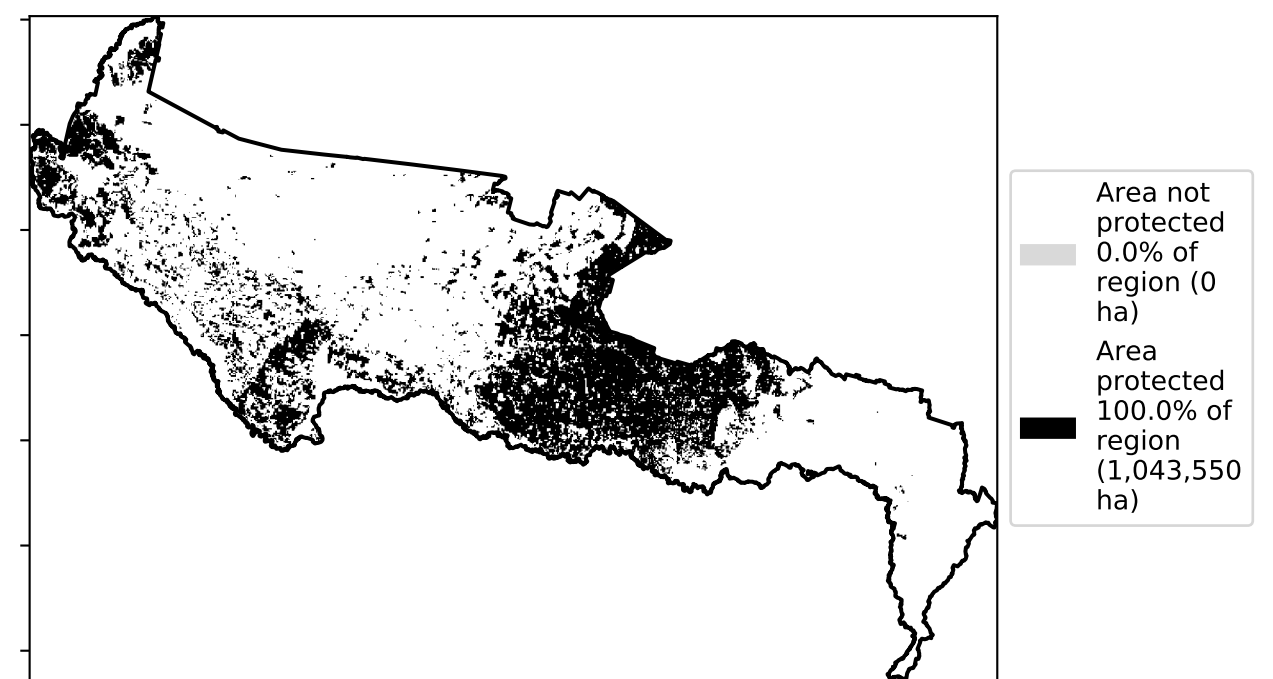 Area not
protected
0.0% of
region (0
ha)
Area
protected
100.0% of
region
(1,043,550
ha)